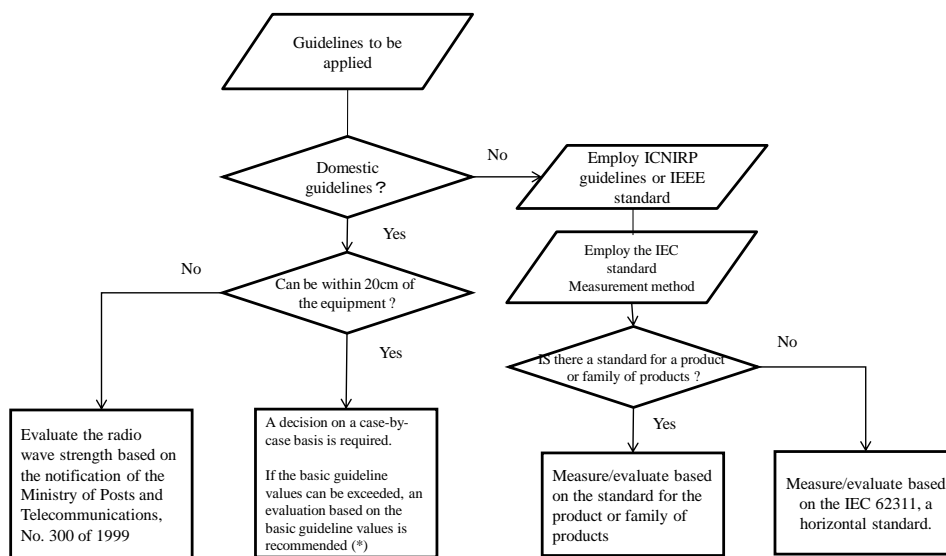 Guidelines to be
applied
Domestic
guidelines？
No
Employ ICNIRP
guidelines or IEEE
standard
Yes
Employ the IEC
standard
Measurement method
No
Can be within 20cm of
the equipment ?
Yes
IS there a standard for a product
or family of products ?
No
Yes
Evaluate the radio
wave strength based on
the notification of the
Ministry of Posts and
Telecommunications,
No. 300 of 1999
A decision on a case-by-
case basis is required.
If the basic guideline
values can be exceeded, an
evaluation based on the
basic guideline values is
recommended (*)
Measure/evaluate based
on the standard for the
product or family of
products
Measure/evaluate based
on the IEC 62311, a
horizontal standard.